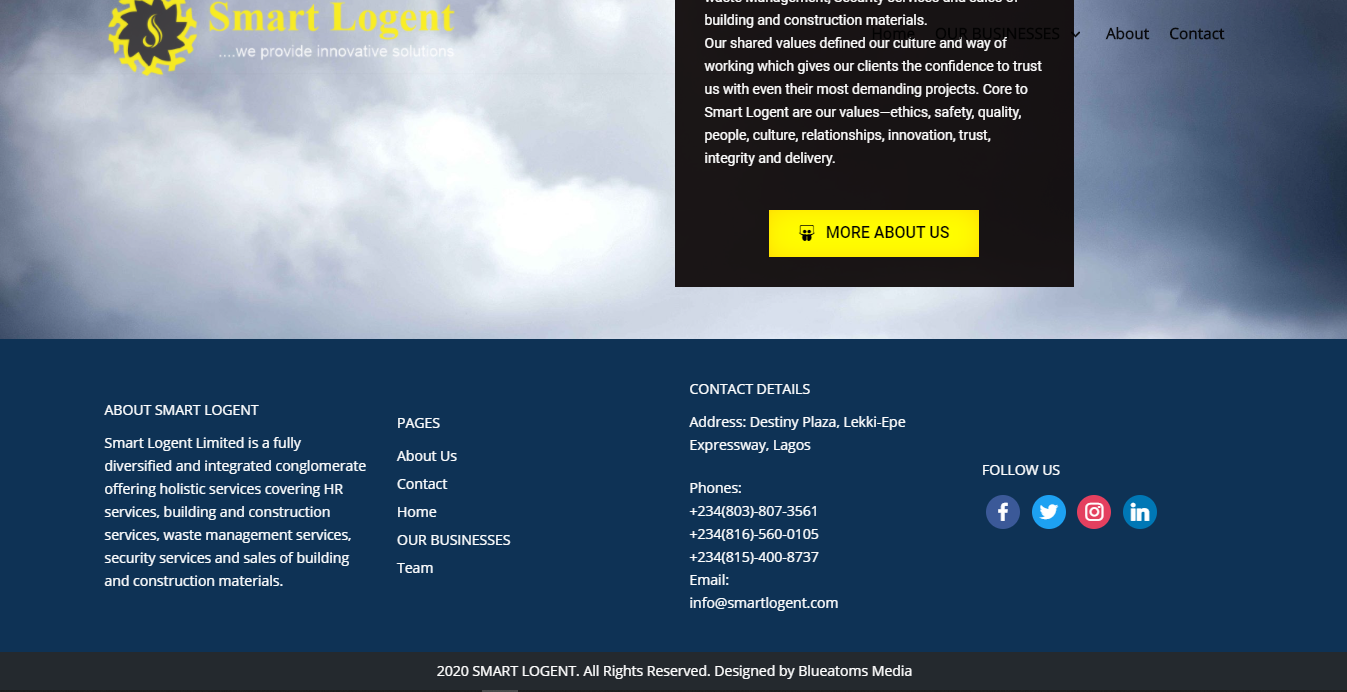 Smart Logent
....we provide innovative solutions
Home
OUR BUSINESSES
About
Contact
waste Management, Security services and sales of
building and construction materials.
Our shared values defined our culture and way of
working which gives our clients the confidence to trust
us with even their most demanding projects. Core to
Smart Logent are our values—ethics, safety, quality,
people, culture, relationships, innovation, trust,
integrity and delivery.
MORE ABOUT US
ABOUT SMART LOGENT
Smart Logent Limited is a fully
diversified and integrated conglomerate
offering holistic services covering HR
services, building and construction
services, waste management services,
security services and sales of building
and construction materials.
PAGES
About Us
Contact
Home
OUR BUSINESSES
Team
CONTACT DETAILS
Address: Destiny Plaza, Lekki-Epe
Expressway, Lagos
Phones:
+234(803)-807-3561
+234(816)-560-0105
+234(815)-400-8737
Email:
info@smartlogent.com
FOLLOW US
2020 SMART LOGENT. All Rights Reserved. Designed by Blueatoms Media